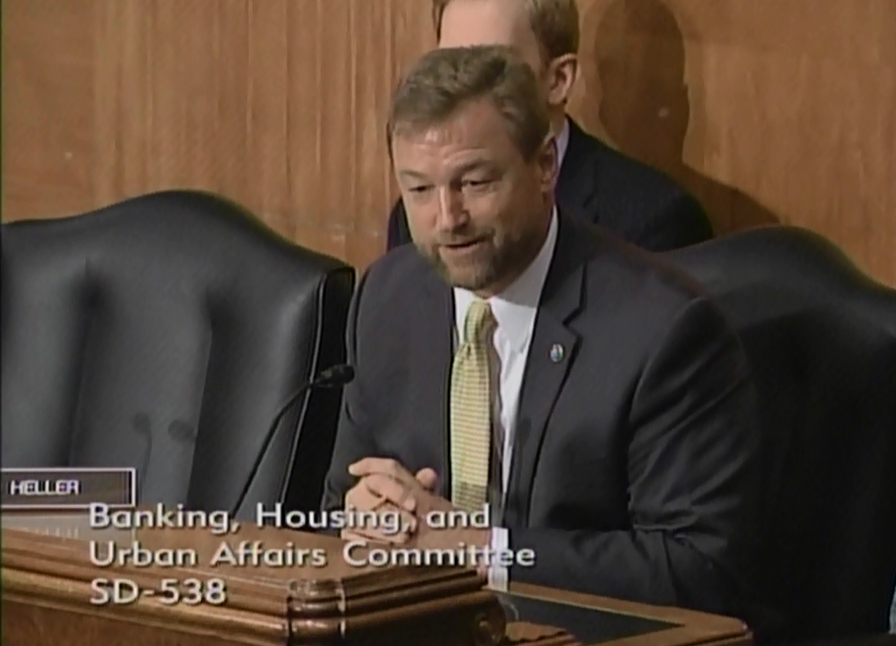 HELLER
Banking, Housing, and
Urban Affairs Committee
SD-538